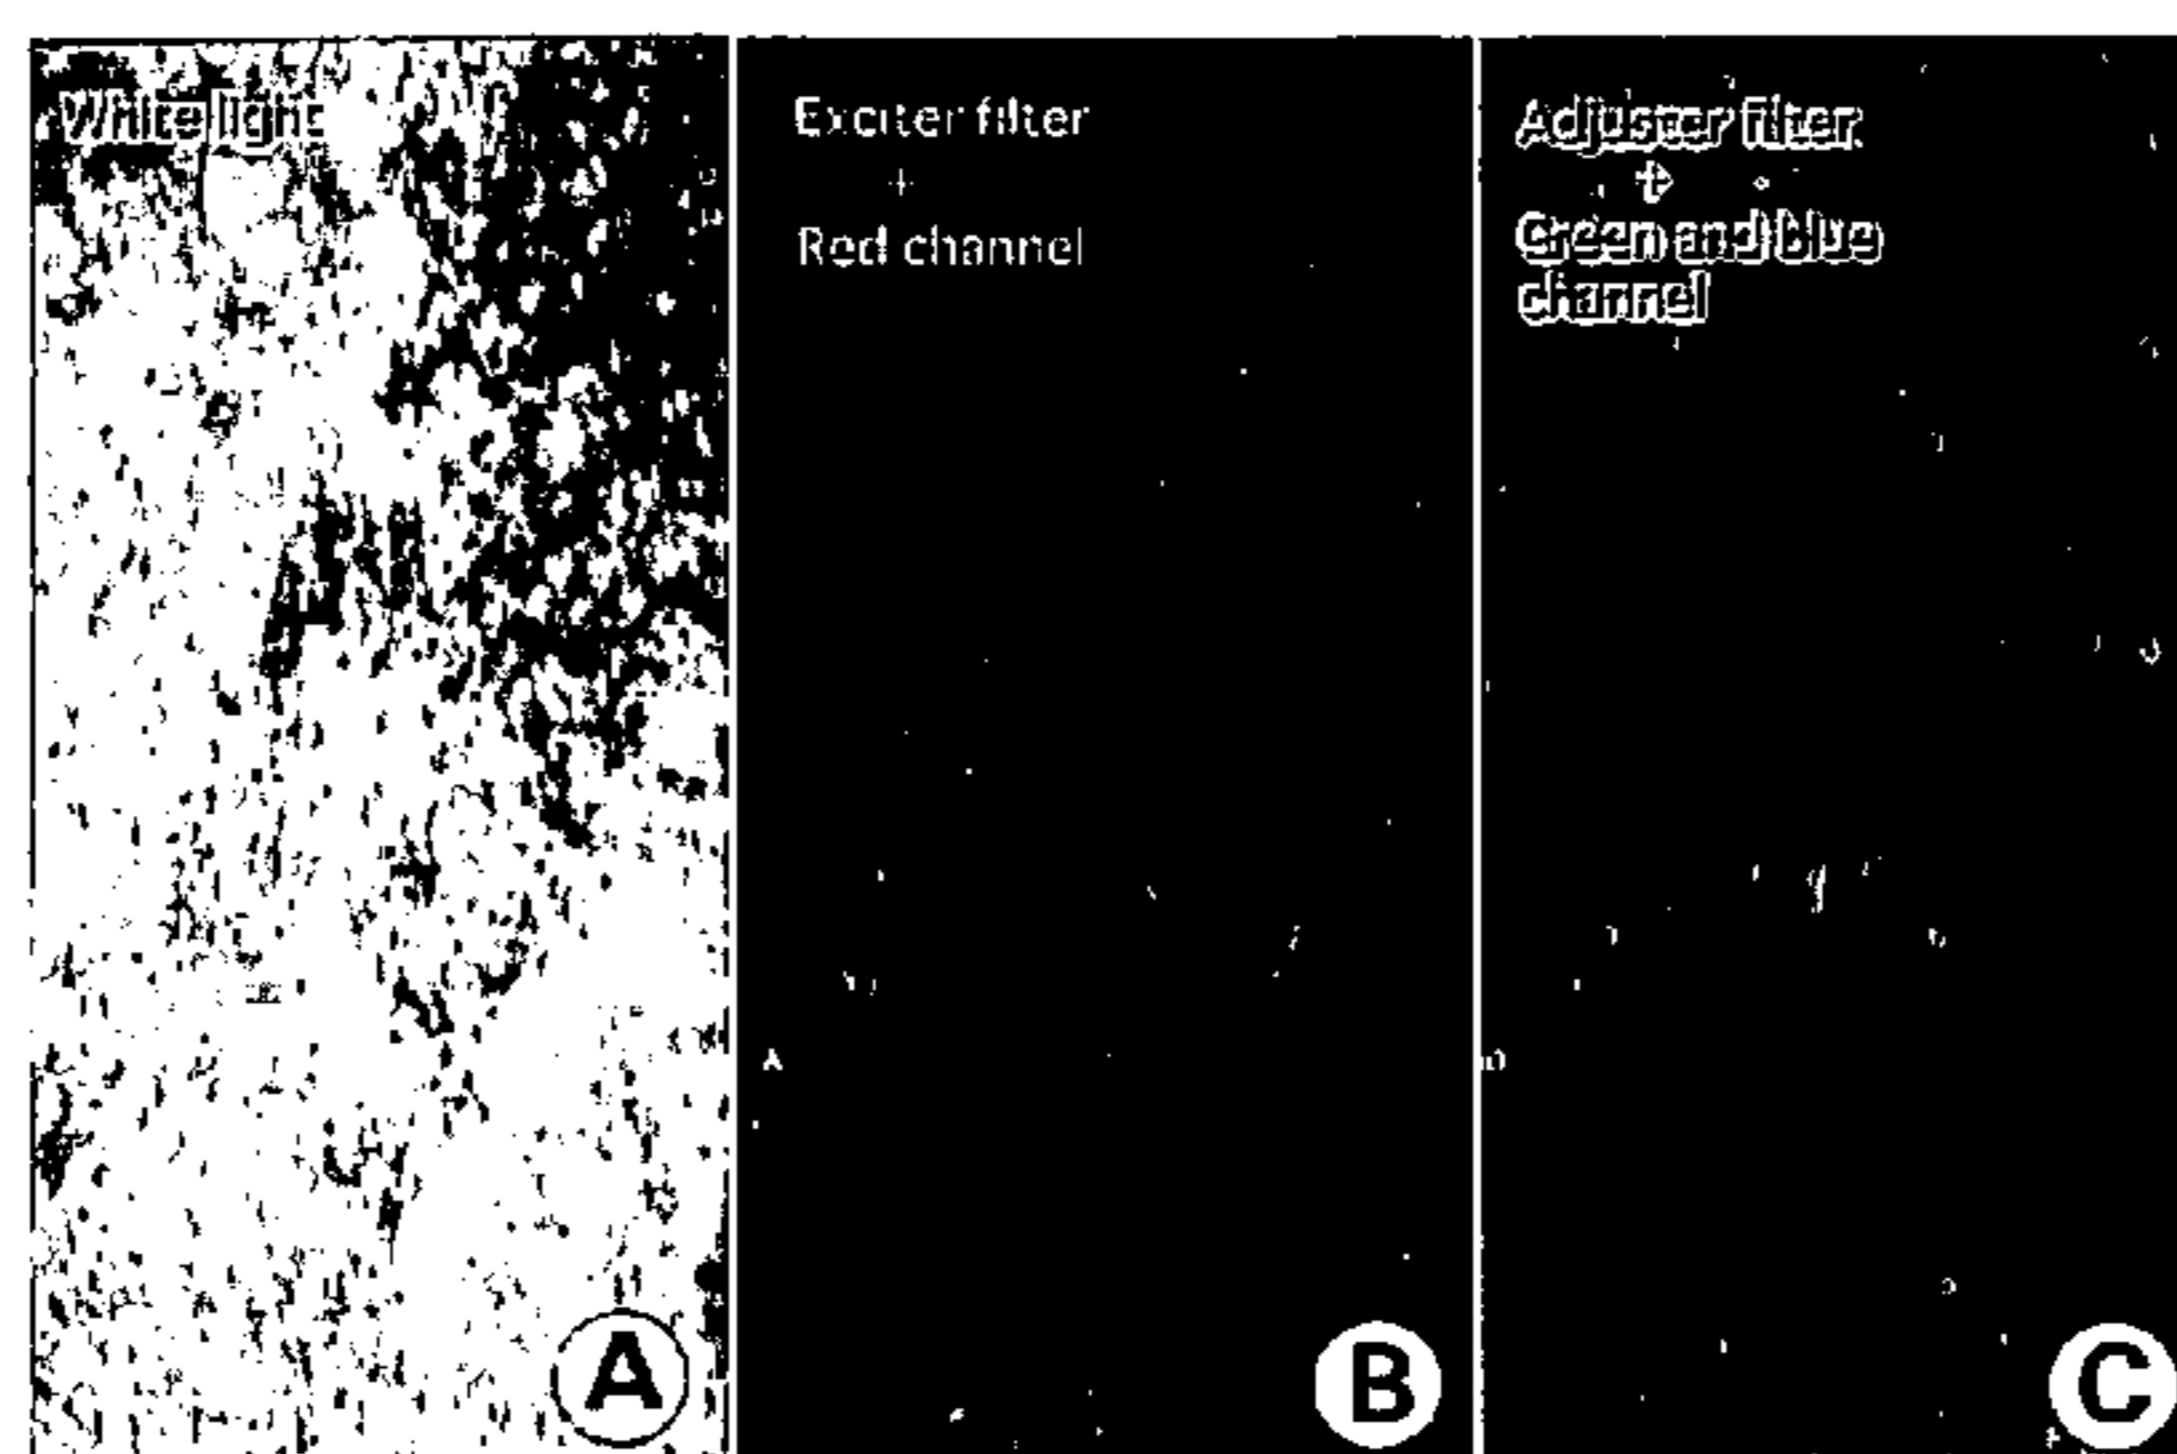 White light
Exciter filter
+
Red channel
Adjuster filter
+
Green and blue
channel
A
B
C